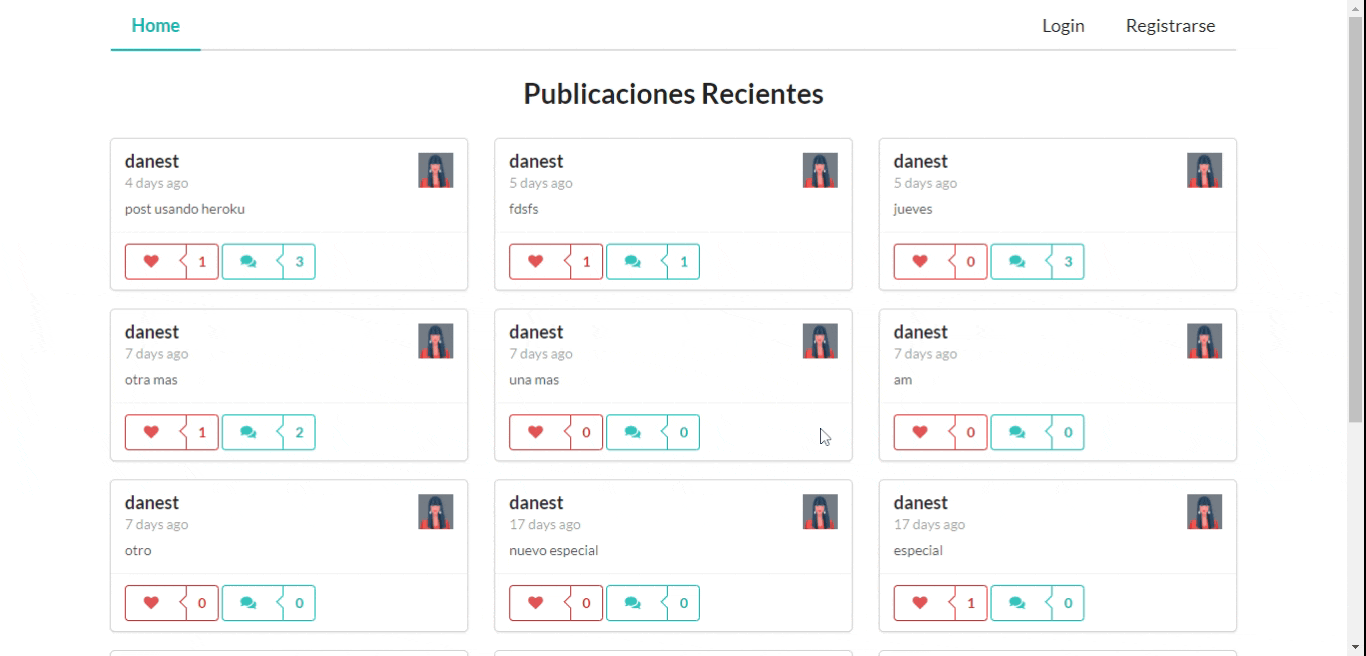 Home Login Registrarse
Publicaciones Recientes
danest
4 days ago
post usando heroku
1 3
danest
5 days ago
fdsfs
1 1
danest
5 days ago
jueves
0 3
danest
7 days ago
otra mas
1 2
danest
7 days ago
una mas
0 0
danest
7 days ago
am
0 0
danest
7 days ago
otro
0 0
danest
17 days ago
nuevo especial
0 0
danest
17 days ago
especial
1 0